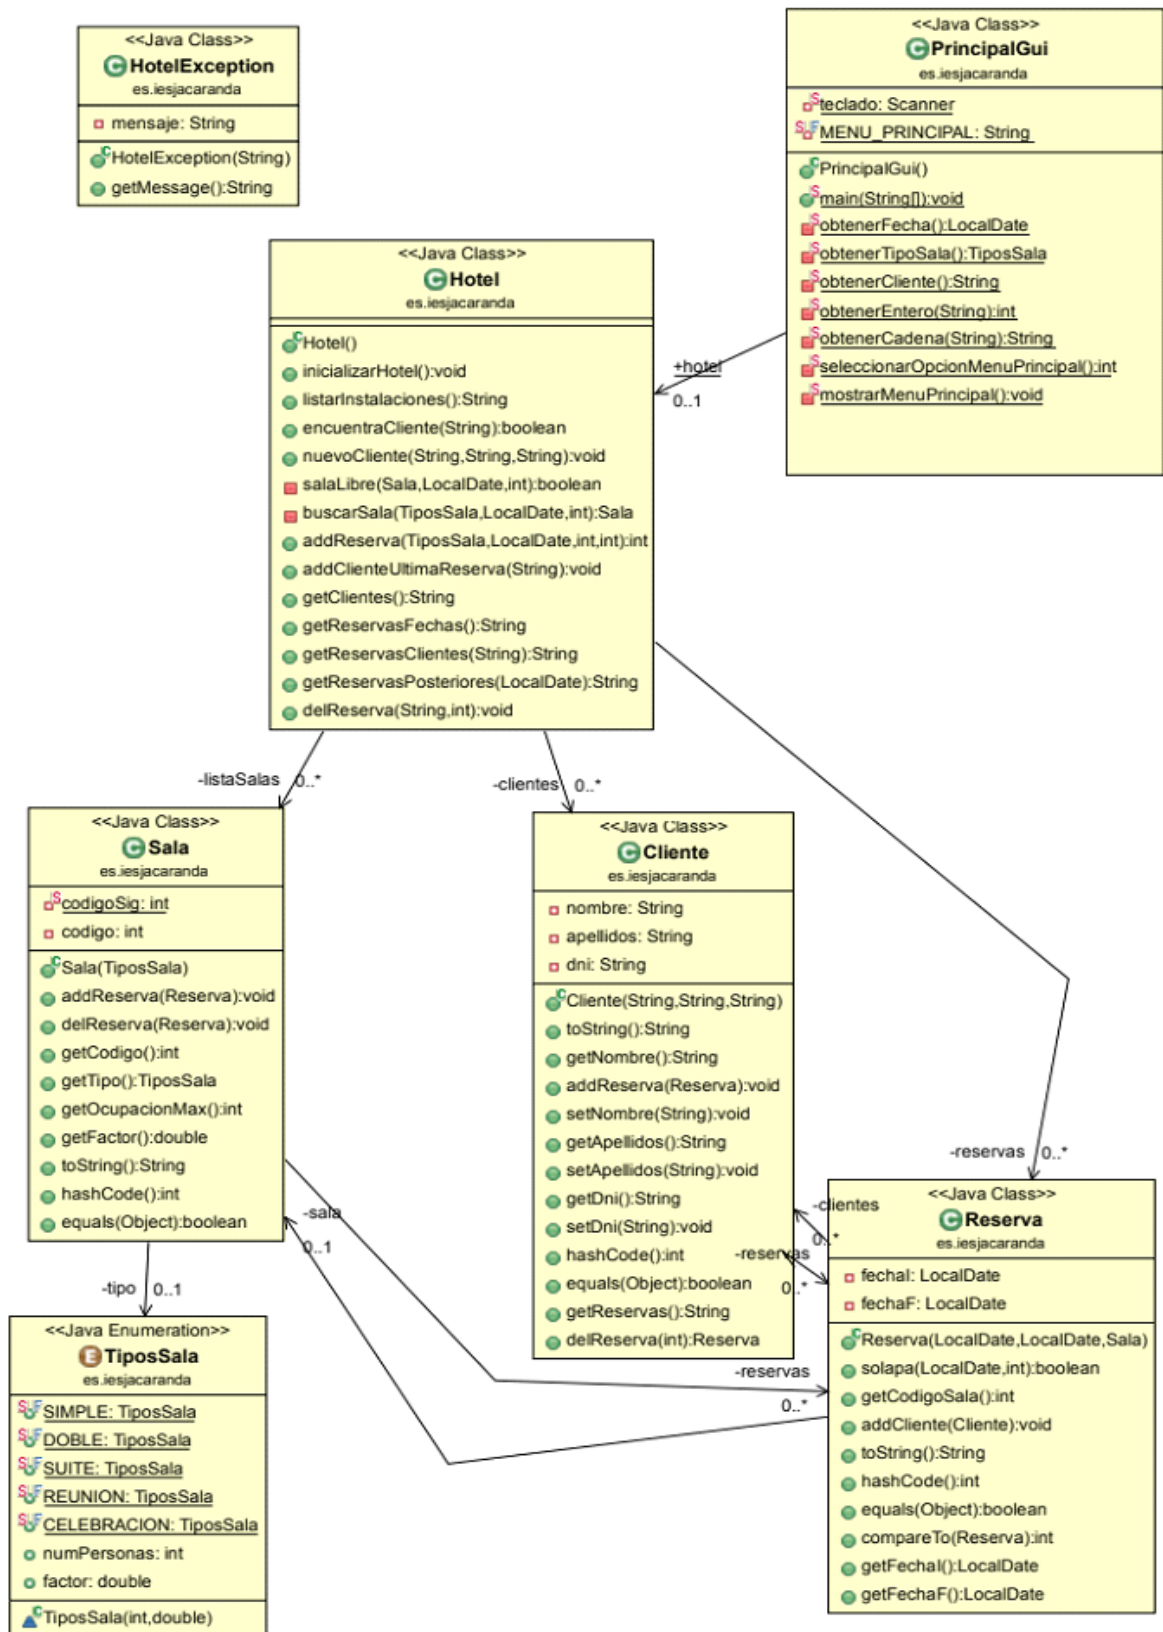 <<Java Class>>
HotelException
es.iesjacaranda
mensaje: String
HotelException(String)
getMessage():String
<<Java Class>>
PrincipalGui
es.iesjacaranda
teclado: Scanner
MENU_PRINCIPAL: String
PrincipalGui()
main(String[]):void
obtenerFecha():LocalDate
obtenerTipoSala():TiposSala
obtenerCliente():String
obtenerEntero(String):int
obtenerCadena(String):String
seleccionarOpcionMenuPrincipal():int
mostrarMenuPrincipal():void
+hotel
0..1
<<Java Class>>
Hotel
es.iesjacaranda
Hotel()
inicializarHotel():void
listarInstalaciones():String
encuentraCliente(String):boolean
nuevoCliente(String,String,String):void
salaLibre(Sala,LocalDate,int):boolean
buscarSala(TiposSala,LocalDate,int):Sala
addReserva(TiposSala,LocalDate,int,int):int
addClienteUltimaReserva(String):void
getClientes():String
getReservasFechas():String
getReservasClientes(String):String
getReservasPosteriores(LocalDate):String
delReserva(String,int):void
-listaSalas 0..*
-clientes 0..*
<<Java Class>>
Sala
es.iesjacaranda
codigoSig: int
codigo: int
Sala(TiposSala)
addReserva(Reserva):void
delReserva(Reserva):void
getCodigo():int
getTipo():TiposSala
getOcupacionMax():int
getFactor():double
toString():String
hashCode():int
equals(Object):boolean
<<Java Class>>
Cliente
es.iesjacaranda
nombre: String
apellidos: String
dni: String
Cliente(String,String,String)
toString():String
getNombre():String
addReserva(Reserva):void
setNombre(String):void
getApellidos():String
setApellidos(String):void
getDni():String
setDni(String):void
hashCode():int
equals(Object):boolean
getReservas():String
delReserva(int):Reserva
-reservas 0..*
-sala
0..1
-clientes
0..*
-reservas
0..*
-reservas
0..*
-tipo 0..1
<<Java Class>>
Reserva
es.iesjacaranda
fechaI: LocalDate
fechaF: LocalDate
Reserva(LocalDate,LocalDate,Sala)
solapa(LocalDate,int):boolean
getCodigoSala():int
addCliente(Cliente):void
toString():String
hashCode():int
equals(Object):boolean
compareTo(Reserva):int
getFechaI():LocalDate
getFechaF():LocalDate
<<Java Enumeration>>
TiposSala
es.iesjacaranda
SIMPLE: TiposSala
DOBLE: TiposSala
SUITE: TiposSala
REUNION: TiposSala
CELEBRACION: TiposSala
numPersonas: int
factor: double
TiposSala(int,double)